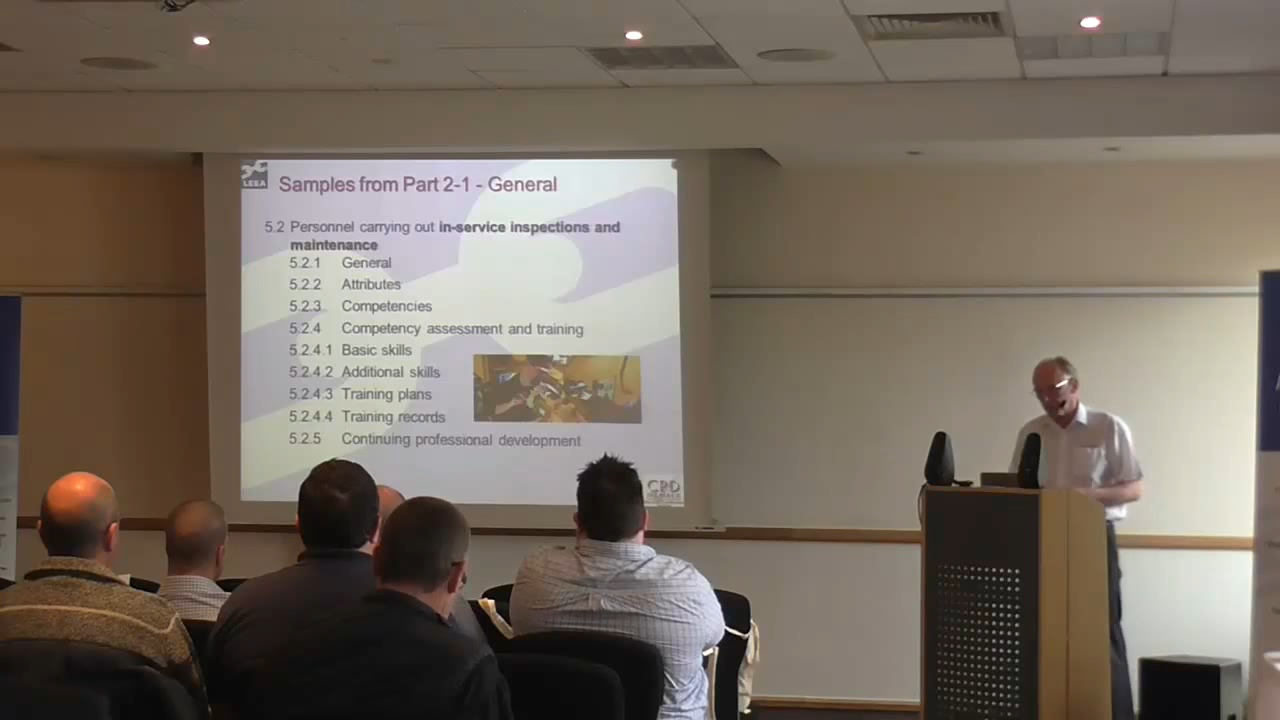 LEEA
Samples from Part 2-1 - General
5.2 Personnel carrying out in-service inspections and
maintenance
5.2.1 General
5.2.2 Attributes
5.2.3 Competencies
5.2.4 Competency assessment and training
5.2.4.1 Basic skills
5.2.4.2 Additional skills
5.2.4.3 Training plans
5.2.4.4 Training records
5.2.5 Continuing professional development
CPD